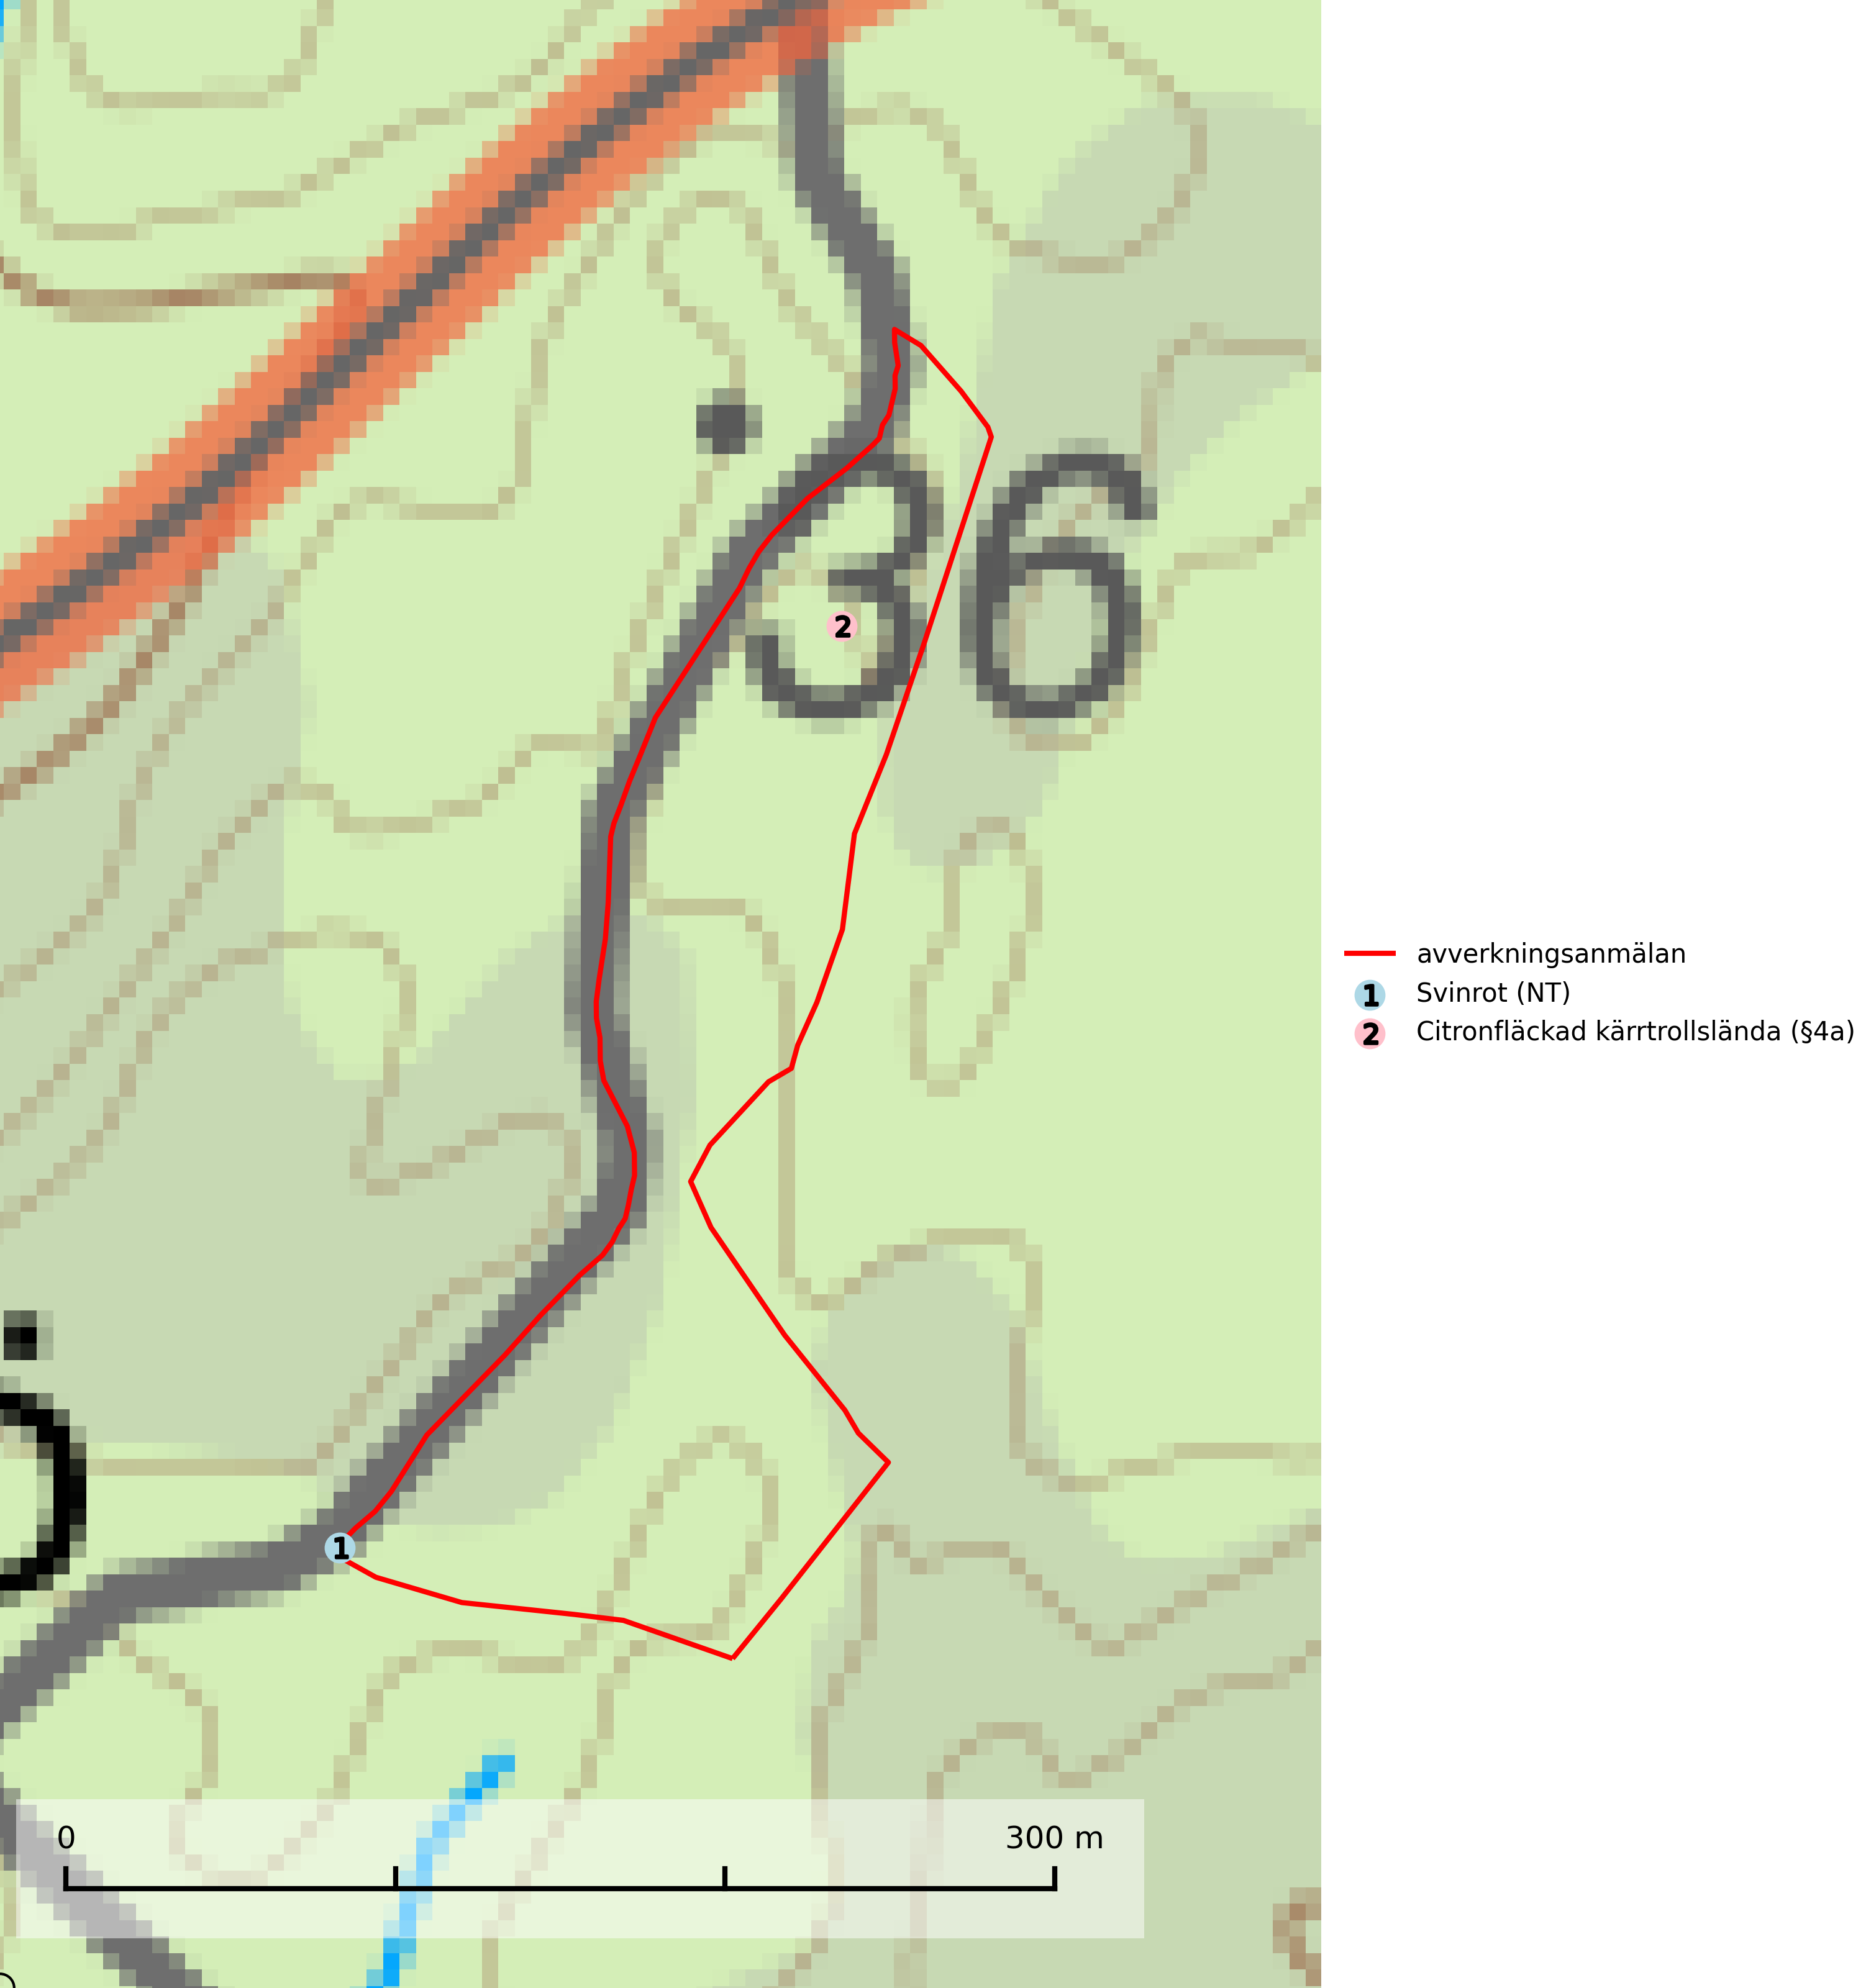 36
2
avverkningsanmälan
1 Svinrot (NT)
2 Citronfläckad kärrtrollslända (§4a)
1
0 300 m